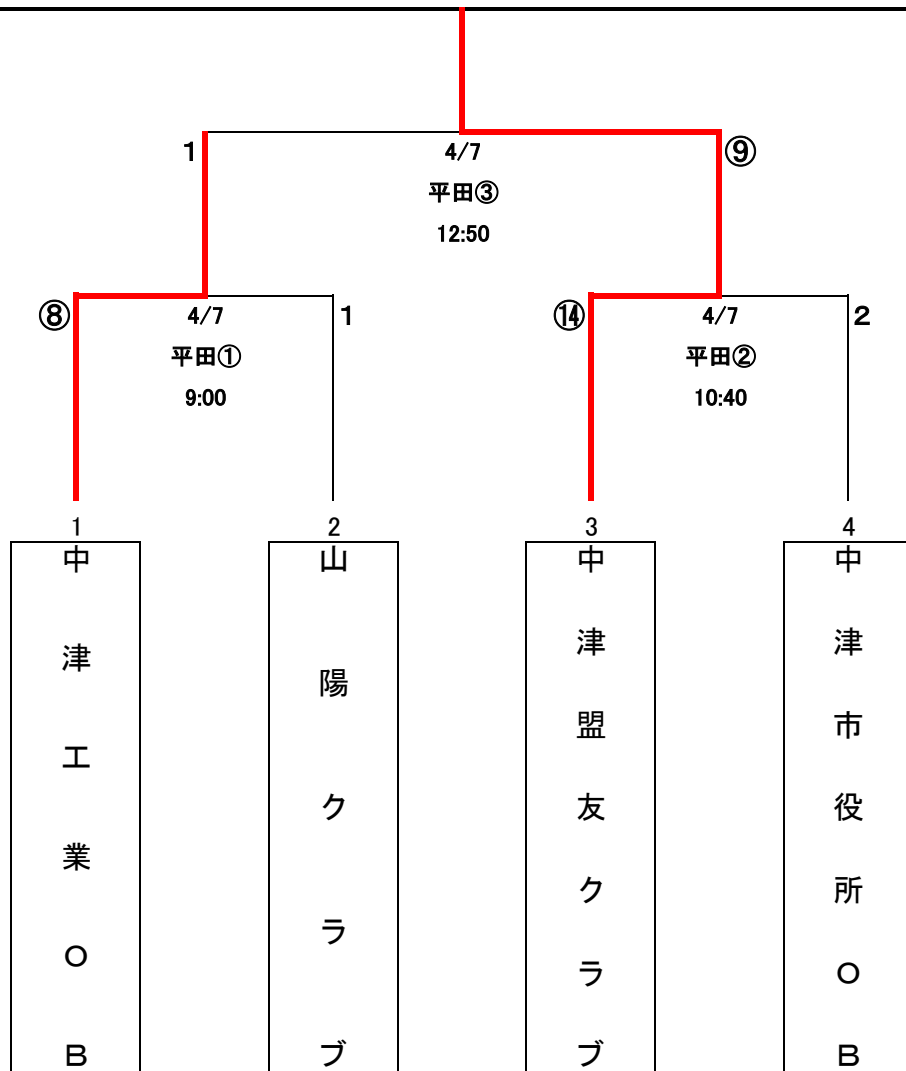 1
⑨
4/7
平田③
12:50
⑧
1
⑭
2
4/7
平田①
9:00
4/7
平田②
10:40
1
2
3
4
中津工業OB
山陽クラブ
中津盟友クラブ
中津市役所OB